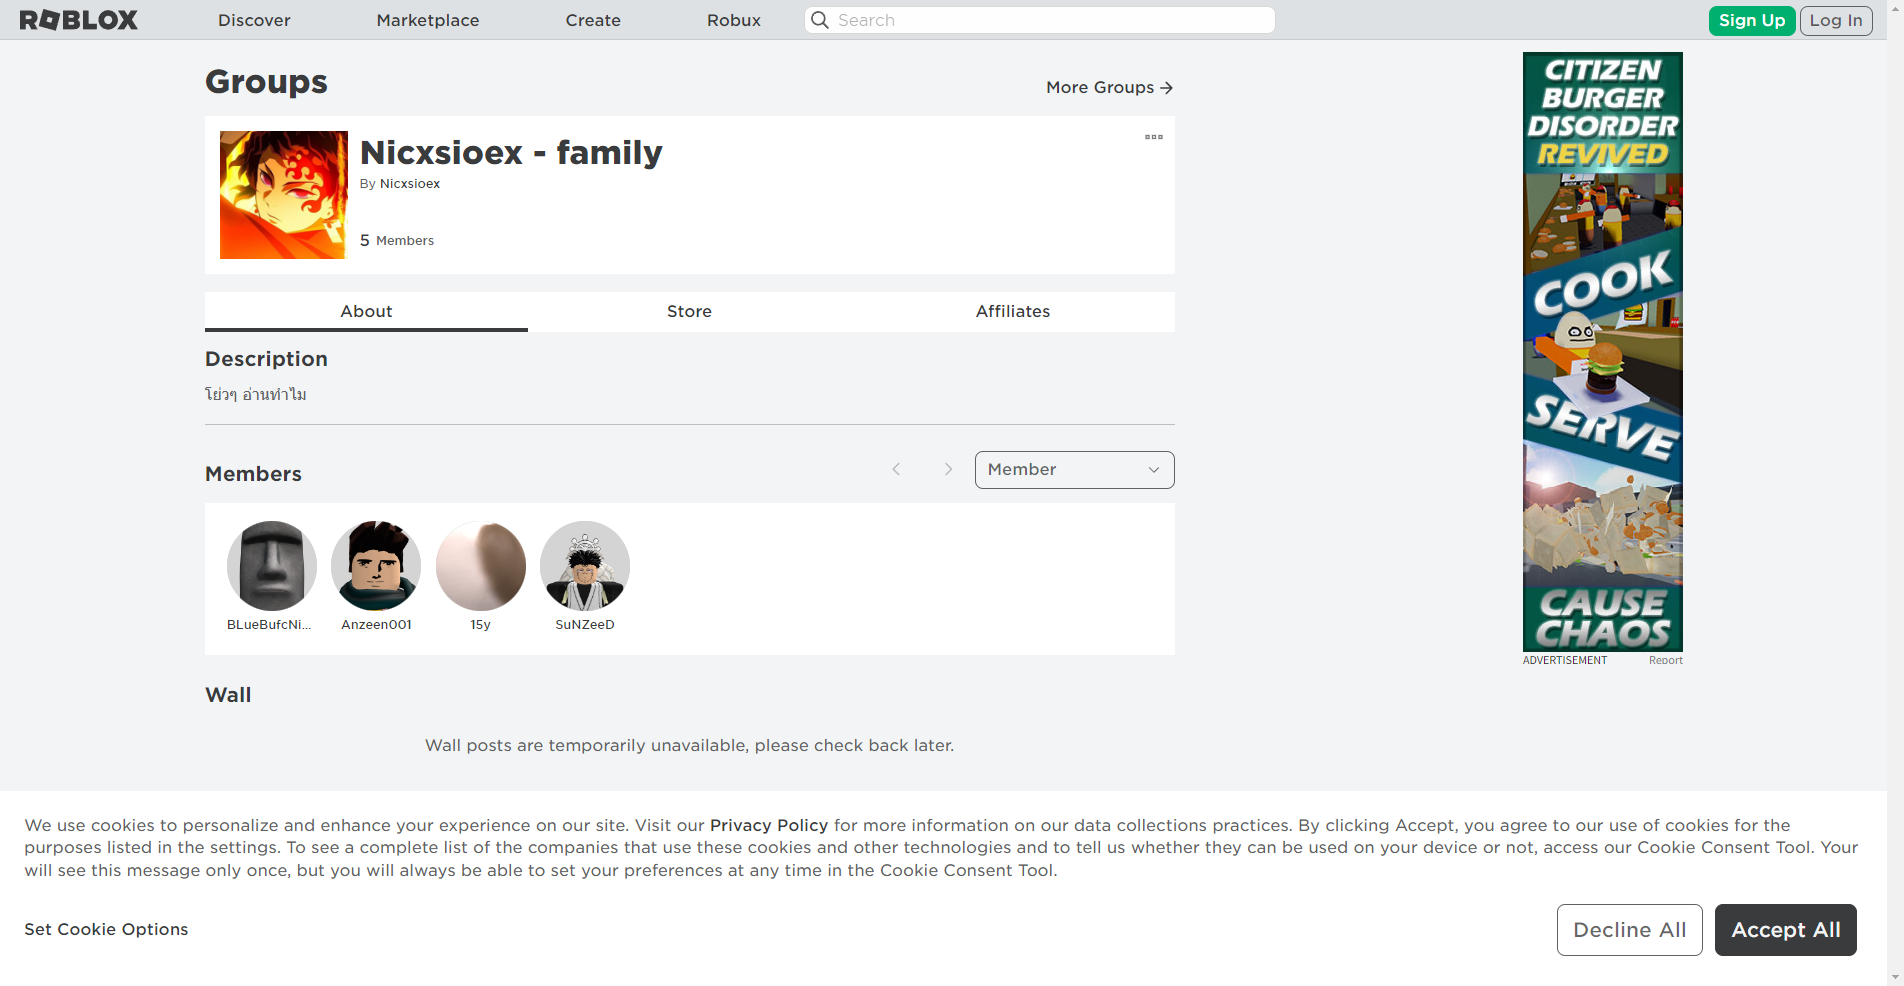 ROBLOX
Discover
Marketplace
Create
Robux
Search
Sign Up
Log In
Groups
More Groups
Nicxsioex - family
By Nicxsioex
5 Members
About
Store
Affiliates
Description
โย่วๆ อ่านทำไม
Members
Member
BLueBufcNi...
Anzeen001
15y
SuNZeeD
Wall
Wall posts are temporarily unavailable, please check back later.
CITIZEN
BURGER
DISORDER
REVIVED
COOK
SERVE
CAUSE
CHAOS
ADVERTISEMENT
Report
We use cookies to personalize and enhance your experience on our site. Visit our Privacy Policy for more information on our data collections practices. By clicking Accept, you agree to our use of cookies for the
purposes listed in the settings. To see a complete list of the companies that use these cookies and other technologies and to tell us whether they can be used on your device or not, access our Cookie Consent Tool. Your
will see this message only once, but you will always be able to set your preferences at any time in the Cookie Consent Tool.
Set Cookie Options
Decline All
Accept All